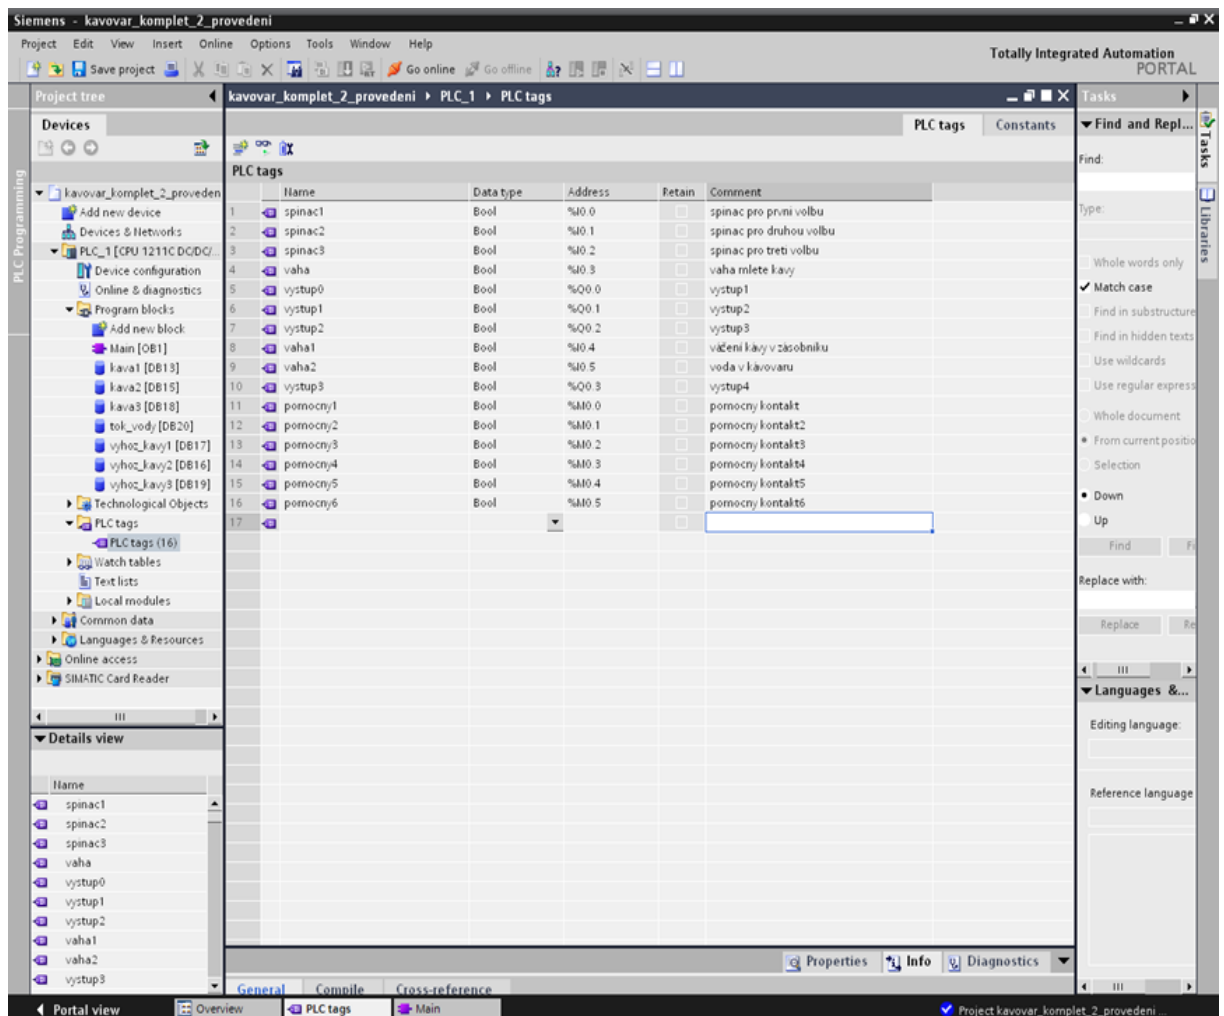 Siemens - kavovar_komplet_2_provedeni
Project Edit View Insert Online Options Tools Window Help
Save project Go online Go offline
Totally Integrated Automation
PORTAL
Project tree
kavovar_komplet_2_provedeni PLC_1 PLC tags
Tasks
Devices
PLC tags Constants
Find and Repl...
PLC Programming
Tasks
Libraries
PLC tags
Name Data type Address Retain Comment
1 spinac1 Bool %I0.0 spinac pro prvni volbu
2 spinac2 Bool %I0.1 spinac pro druhou volbu
3 spinac3 Bool %I0.2 spinac pro treti volbu
4 vaha Bool %I0.3 vaha mlete kavy
5 vystup0 Bool %Q0.0 vystup1
6 vystup1 Bool %Q0.1 vystup2
7 vystup2 Bool %Q0.2 vystup3
8 vaha1 Bool %I0.4 vážení kávy v zásobníku
9 vaha2 Bool %I0.5 voda v kávovaru
10 vystup3 Bool %Q0.3 vystup4
11 pomocny1 Bool %M0.0 pomocny kontakt
12 pomocny2 Bool %M0.1 pomocny kontakt2
13 pomocny3 Bool %M0.2 pomocny kontakt3
14 pomocny4 Bool %M0.3 pomocny kontakt4
15 pomocny5 Bool %M0.4 pomocny kontakt5
16 pomocny6 Bool %M0.5 pomocny kontakt6
17
kavovar_komplet_2_proveden
Add new device
Devices & Networks
PLC_1 [CPU 1211C DC/DC/...
Device configuration
Online & diagnostics
Program blocks
Add new block
Main [OB1]
kava1 [DB13]
kava2 [DB15]
kava3 [DB18]
tok_vody [DB20]
vyhoz_kavy1 [DB17]
vyhoz_kavy2 [DB16]
vyhoz_kavy3 [DB19]
Technological Objects
PLC tags
PLC tags (16)
Watch tables
Text lists
Local modules
Common data
Languages & Resources
Online access
SIMATIC Card Reader
Details view
Name
spinac1
spinac2
spinac3
vaha
vystup0
vystup1
vystup2
vaha1
vaha2
vystup3
Find:
Type:
Whole words only
Match case
Find in substructure
Find in hidden texts
Use wildcards
Use regular express
Whole document
From current positio
Selection
Down
Up
Find Fi
Replace with:
Replace Re
Languages &...
Editing language:
Reference language
Properties Info Diagnostics
General Compile Cross-reference
Portal view Overview PLC tags Main
Project kavovar_komplet_2_provedeni ...